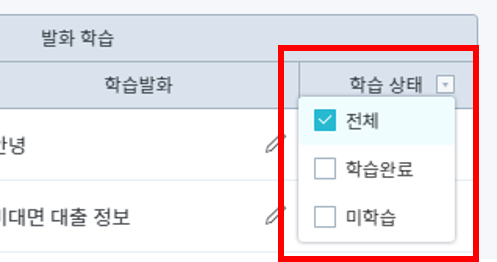 발화 학습
학습발화
학습 상태
전체
안녕
학습완료
비대면 대출 정보
미학습